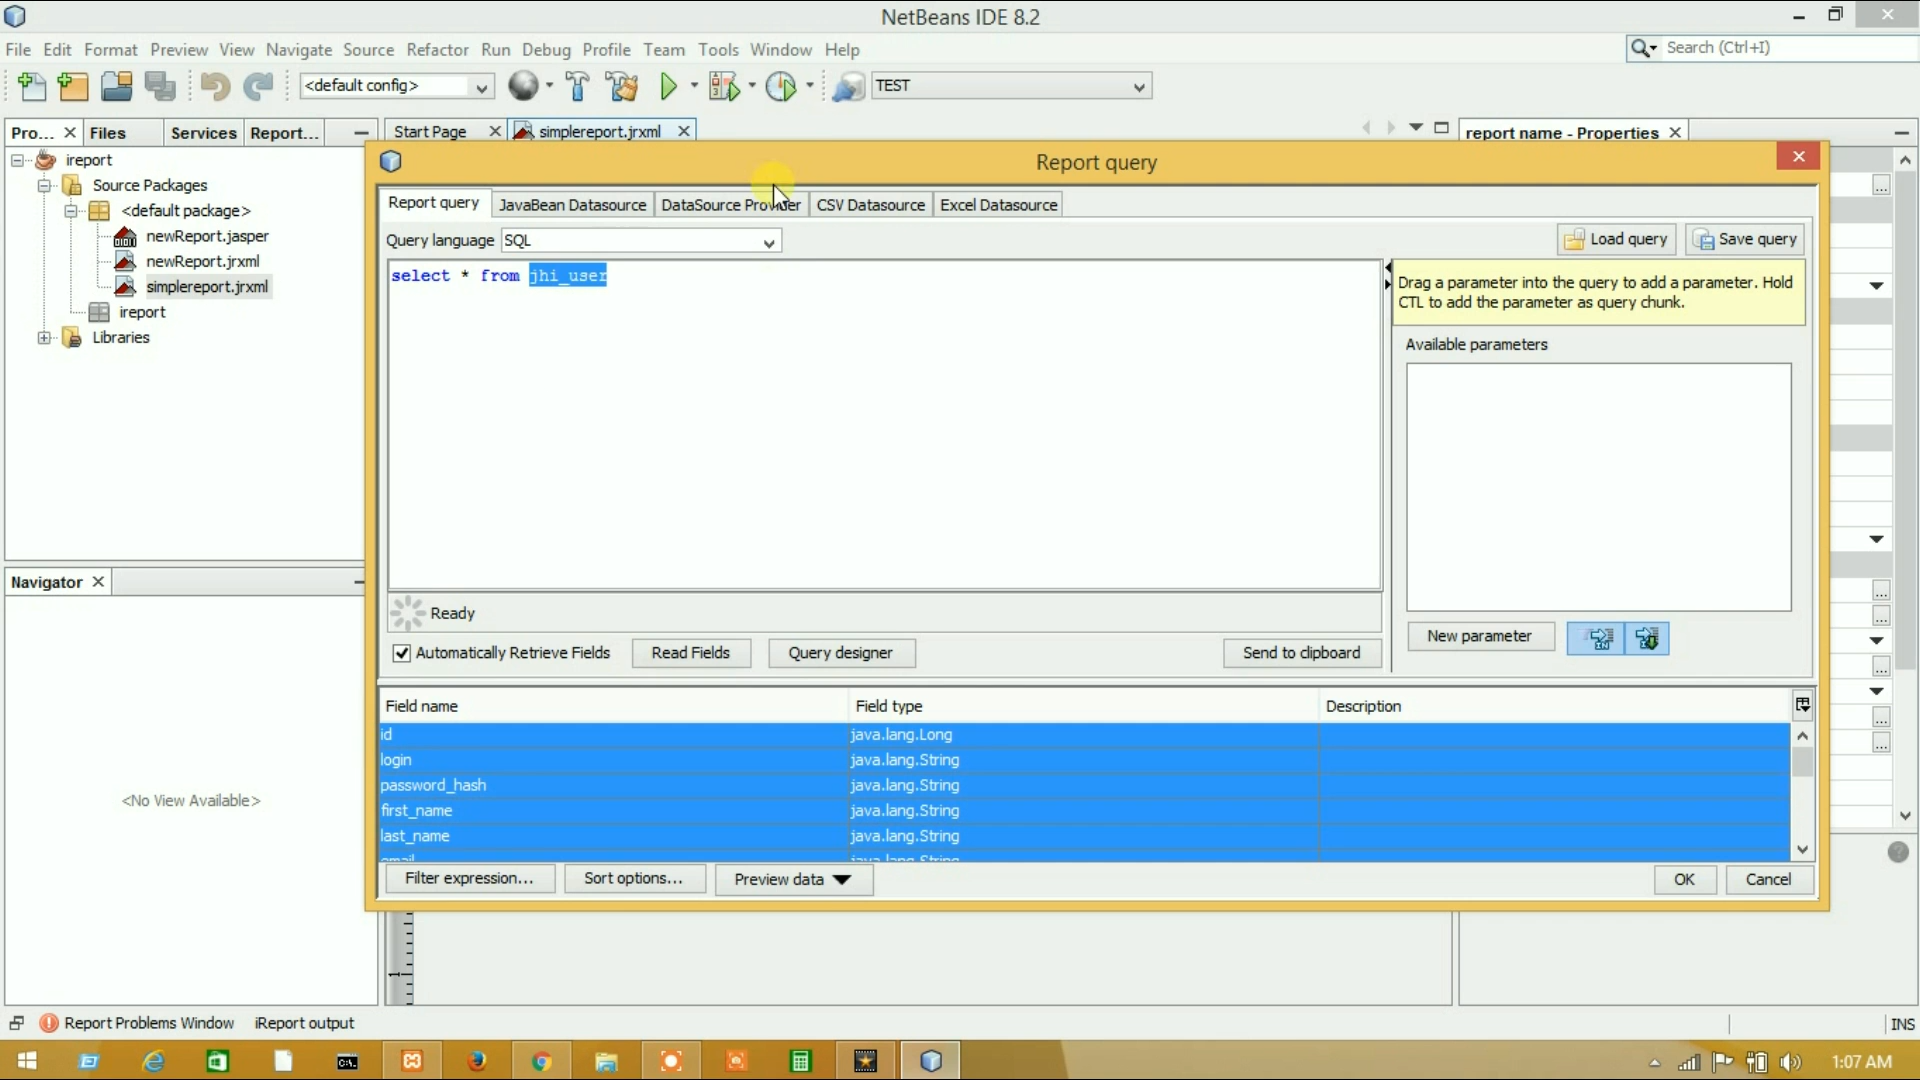 NetBeans IDE 8.2
File Edit Format Preview View Navigate Source Refactor Run Debug Profile Team Tools Window Help
Search (Ctrl+I)
<default config>
TEST
Pro... Files Services Report...
Start Page simplereport.jrxml
report name - Properties
ireport
Source Packages
<default package>
newReport.jasper
newReport.jrxml
simplereport.jrxml
ireport
Libraries
Navigator
<No View Available>
Report query
Report query JavaBean Datasource DataSource Provider CSV Datasource Excel Datasource
Query language SQL
Load query Save query
select * from jhi_user
Drag a parameter into the query to add a parameter. Hold
CTL to add the parameter as query chunk.
Available parameters
Ready
New parameter
Automatically Retrieve Fields Read Fields Query designer Send to clipboard
Field name Field type Description
id java.lang.Long
login java.lang.String
password_hash java.lang.String
first_name java.lang.String
last_name java.lang.String
email java.lang.String
Filter expression... Sort options... Preview data OK Cancel
Report Problems Window iReport output
INS
1:07 AM